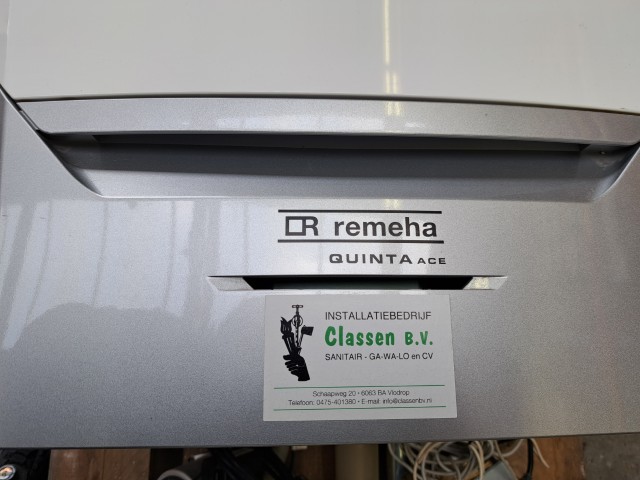 remeha
QUINTA ACE
INSTALLATIEBEDRIJF
Classen B.V.
SANITAIR - GA-WA-LO en CV
Schaapweg 20 • 6063 BA Vlodrop
Telefoon: 0475-401380 • E-mail: info@classenbv.nl